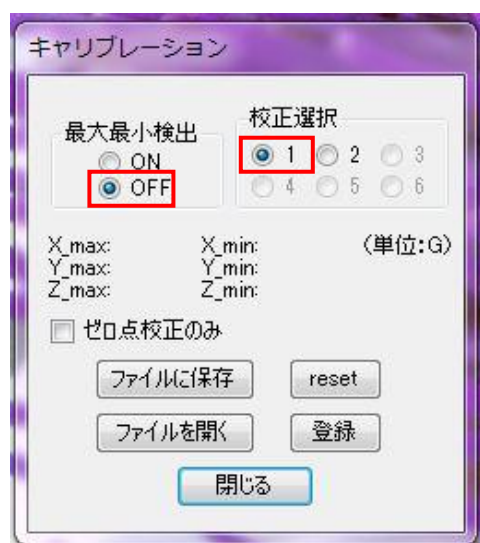 キャリブレーション
最大最小検出
ON
OFF
校正選択
1 2 3
4 5 6
X_max: X_min: (単位:G)
Y_max: Y_min:
Z_max: Z_min:
ゼロ点校正のみ
ファイルに保存 reset
ファイルを開く 登録
閉じる